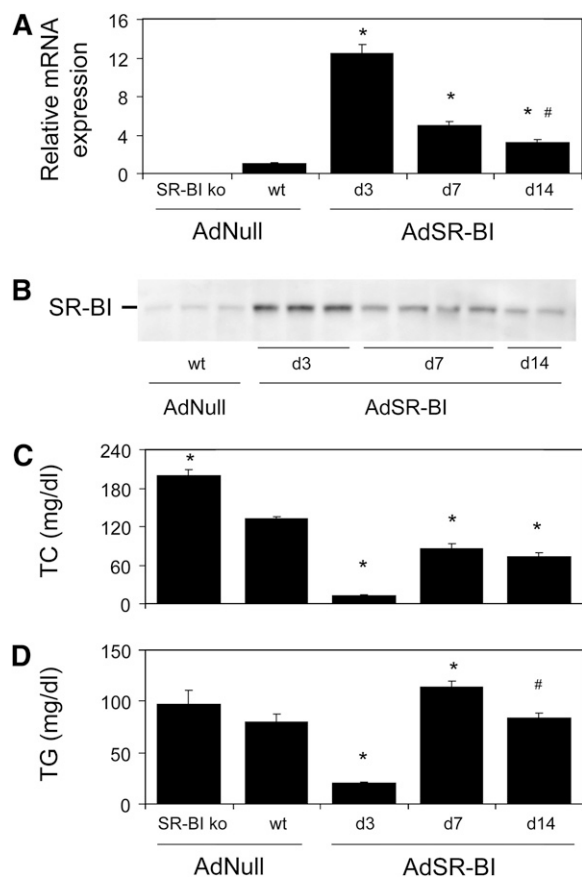 A
Relative mRNA
expression
16
12
8
4
0
*
*
* #
SR-BI ko wt d3 d7 d14
AdNull AdSR-BI
B
SR-BI
wt d3 d7 d14
AdNull AdSR-BI
C
TC (mg/dl)
240
180
120
60
0
*
*
*
*
D
TG (mg/dl)
150
100
50
0
*
*
#
SR-BI ko wt d3 d7 d14
AdNull AdSR-BI